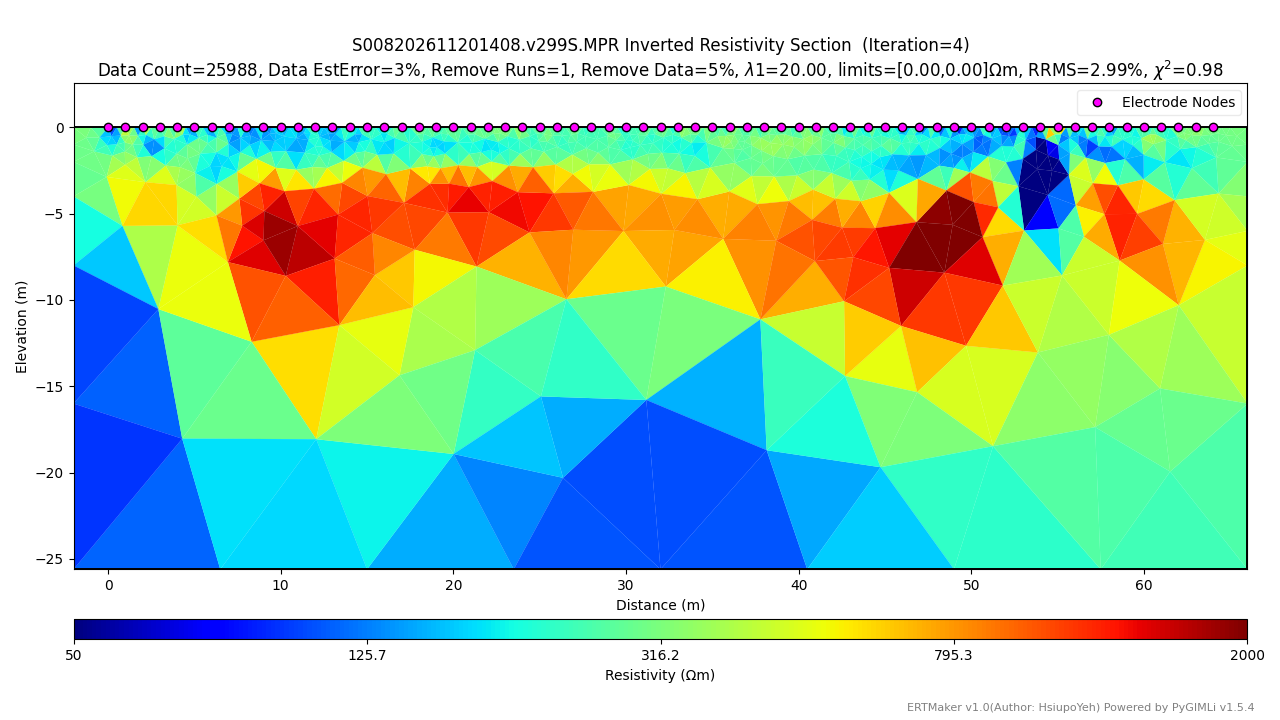 S008202611201408.v299S.MPR Inverted Resistivity Section (Iteration=4)
Data Count=25988, Data EstError=3%, Remove Runs=1, Remove Data=5%, λ1=20.00, limits=[0.00,0.00]Ωm, RRMS=2.99%, χ²=0.98
Electrode Nodes
0
−5
−10
−15
−20
−25
Elevation (m)
0 10 20 30 40 50 60
Distance (m)
50 125.7 316.2 795.3 2000
Resistivity (Ωm)
ERTMaker v1.0(Author: HsiupoYeh) Powered by PyGIMLi v1.5.4